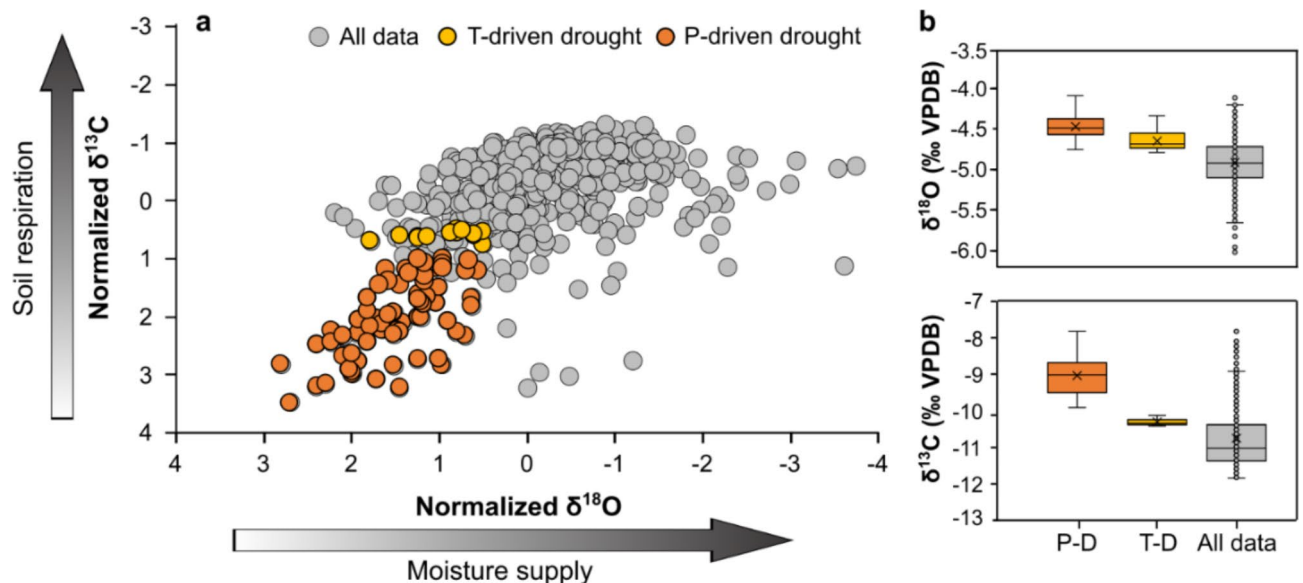 a
All data
T-driven drought
P-driven drought
-3
-2
-1
0
1
2
3
4
Soil respiration
Normalized δ¹³C
4
3
2
1
0
-1
-2
-3
-4
Normalized δ¹⁸O
Moisture supply
b
δ¹⁸O (‰ VPDB)
-3.5
-4.0
-4.5
-5.0
-5.5
-6.0
δ¹³C (‰ VPDB)
-7
-8
-9
-10
-11
-12
-13
P-D
T-D
All data